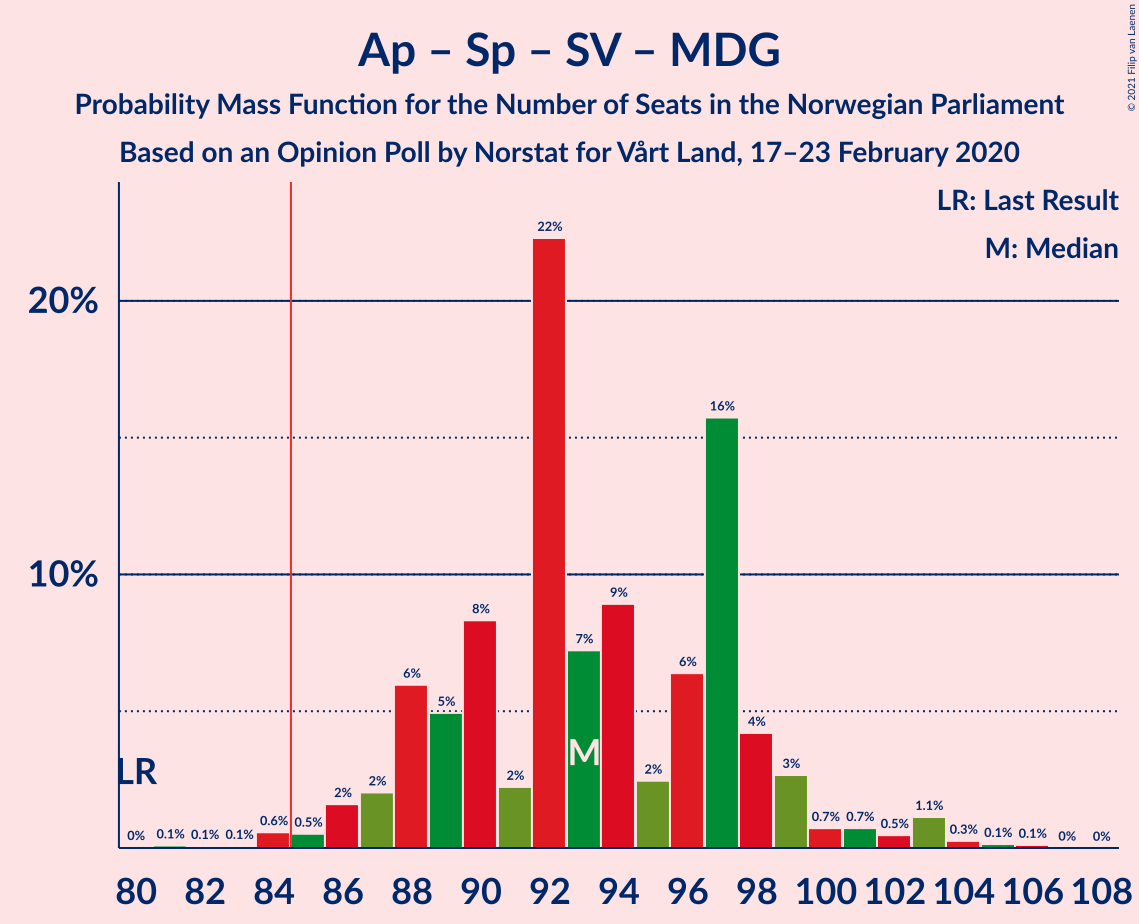 Ap – Sp – SV – MDG
Probability Mass Function for the Number of Seats in the Norwegian Parliament
Based on an Opinion Poll by Norstat for Vårt Land, 17–23 February 2020
© 2021 Filip van Laenen
LR: Last Result
M: Median
20%
10%
0% 0.1% 0.1% 0.1% 0.6% 0.5% 2% 2% 6% 5% 8% 2% 22% 7% 9% 2% 6% 16% 4% 3% 0.7% 0.7% 0.5% 1.1% 0.3% 0.1% 0.1% 0% 0%
LR
M
80 82 84 86 88 90 92 94 96 98 100 102 104 106 108